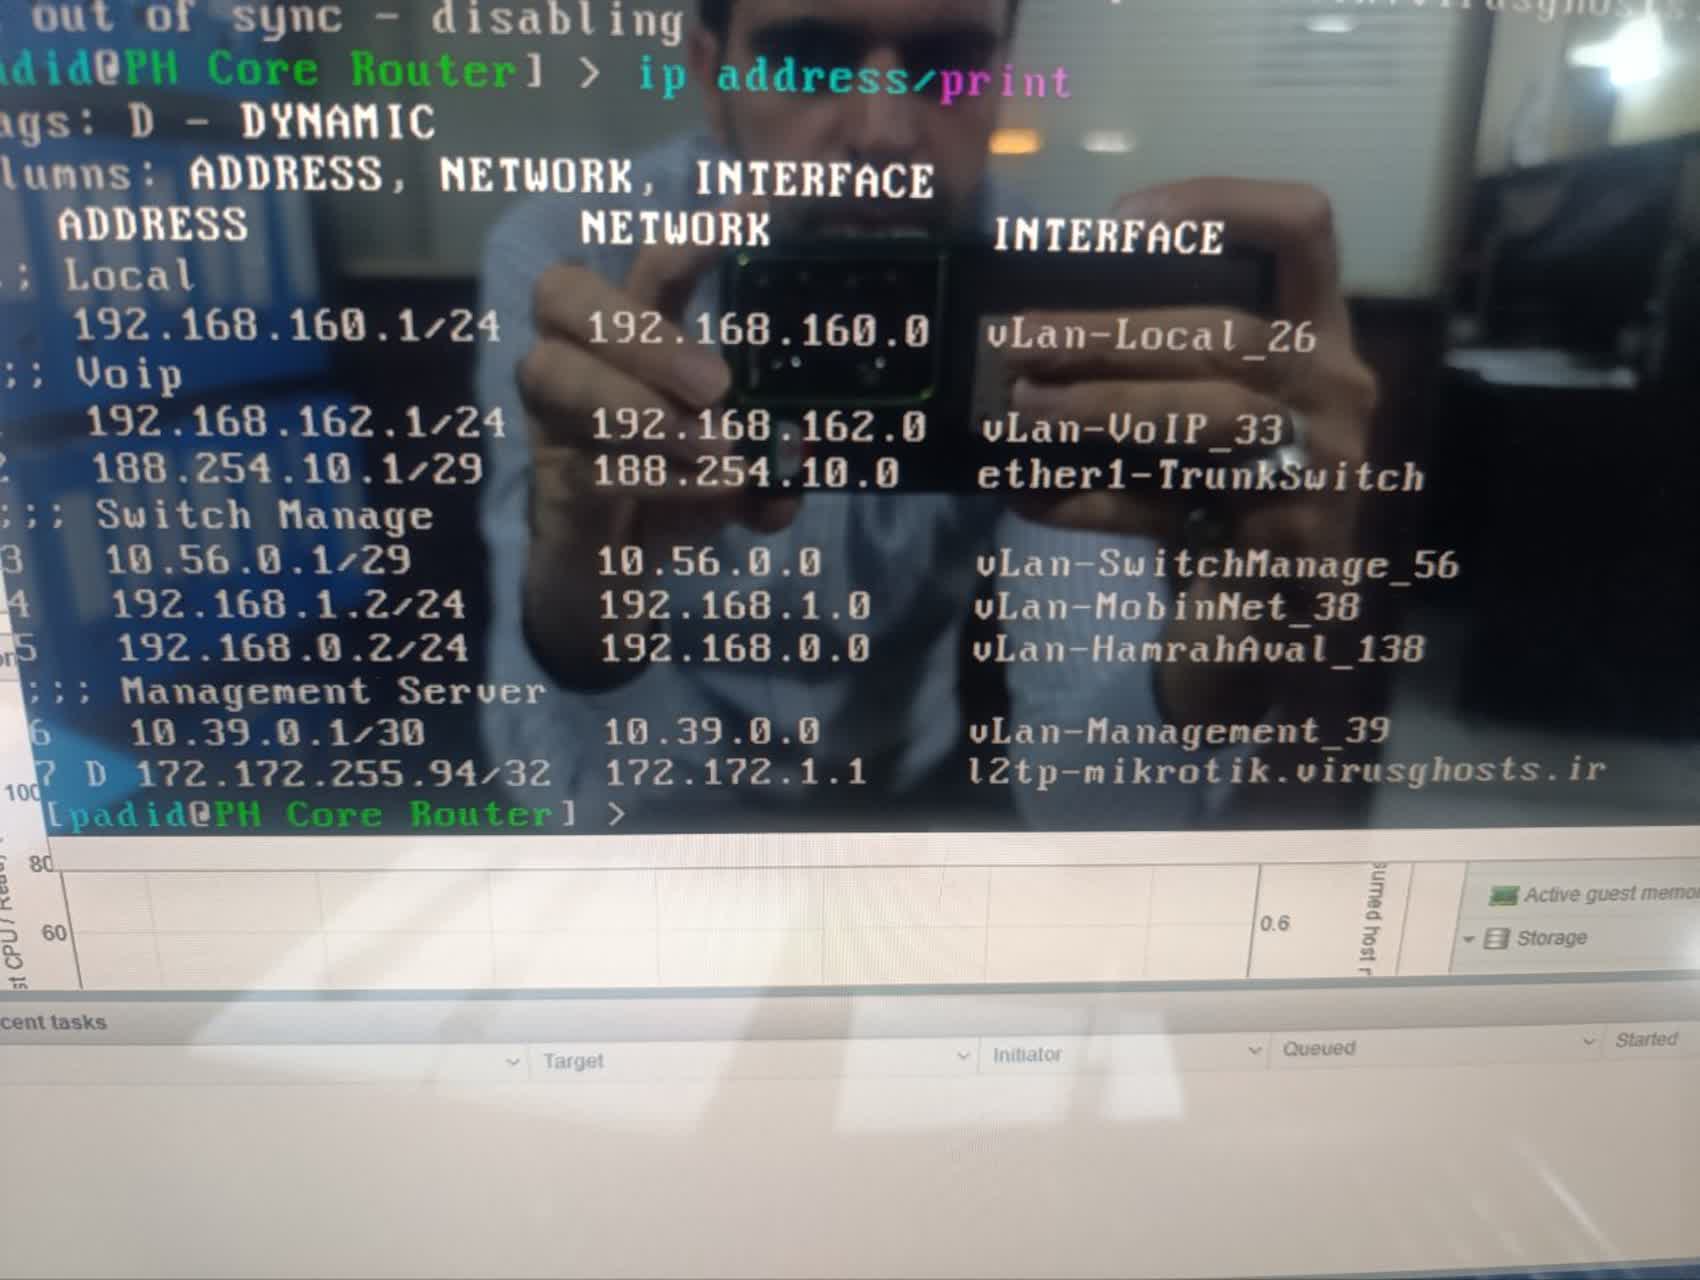 out of sync - disabling
adid@PH Core Router] > ip address/print
ags: D - DYNAMIC
lumns: ADDRESS, NETWORK, INTERFACE
ADDRESS NETWORK INTERFACE
;; Local
192.168.160.1/24 192.168.160.0 vLan-Local_26
;; Voip
192.168.162.1/24 192.168.162.0 vLan-VoIP_33
2 188.254.10.1/29 188.254.10.0 ether1-TrunkSwitch
;;; Switch Manage
3 10.56.0.1/29 10.56.0.0 vLan-SwitchManage_56
4 192.168.1.2/24 192.168.1.0 vLan-MobinNet_38
5 192.168.0.2/24 192.168.0.0 vLan-HamrahAval_138
;;; Management Server
6 10.39.0.1/30 10.39.0.0 vLan-Management_39
7 D 172.172.255.94/32 172.172.1.1 l2tp-mikrotik.virusghosts.ir
[padid@PH Core Router] >
100
80
60
0.6
Active guest memor
Storage
cent tasks
Target Initiator Queued Started